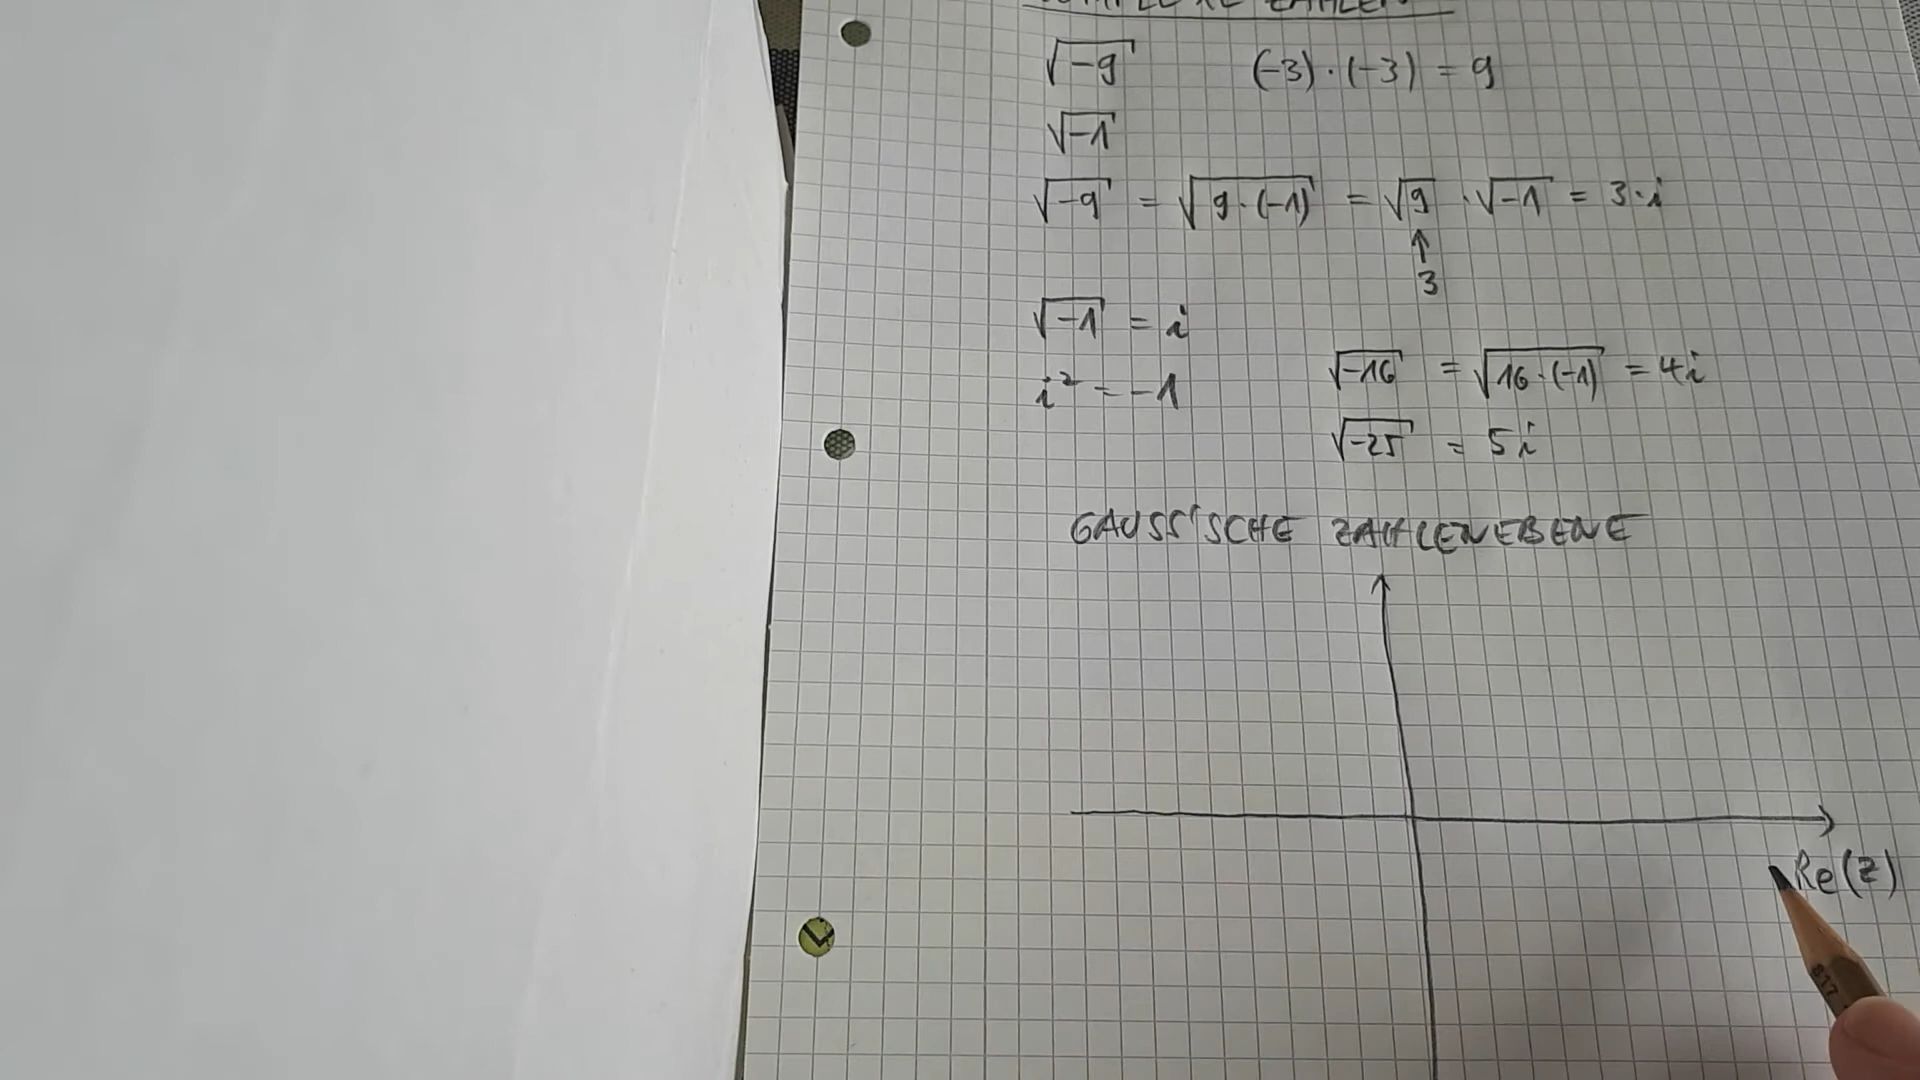 √-9 (-3)·(-3) = 9
√-1
√-9 = √9·(-1) = √9 · √-1 = 3·i
↑
3
√-1 = i
i² = -1
√-16 = √16·(-1) = 4i
√-25 = 5i
GAUSS'SCHE ZAHLENEBENE
Re(z)